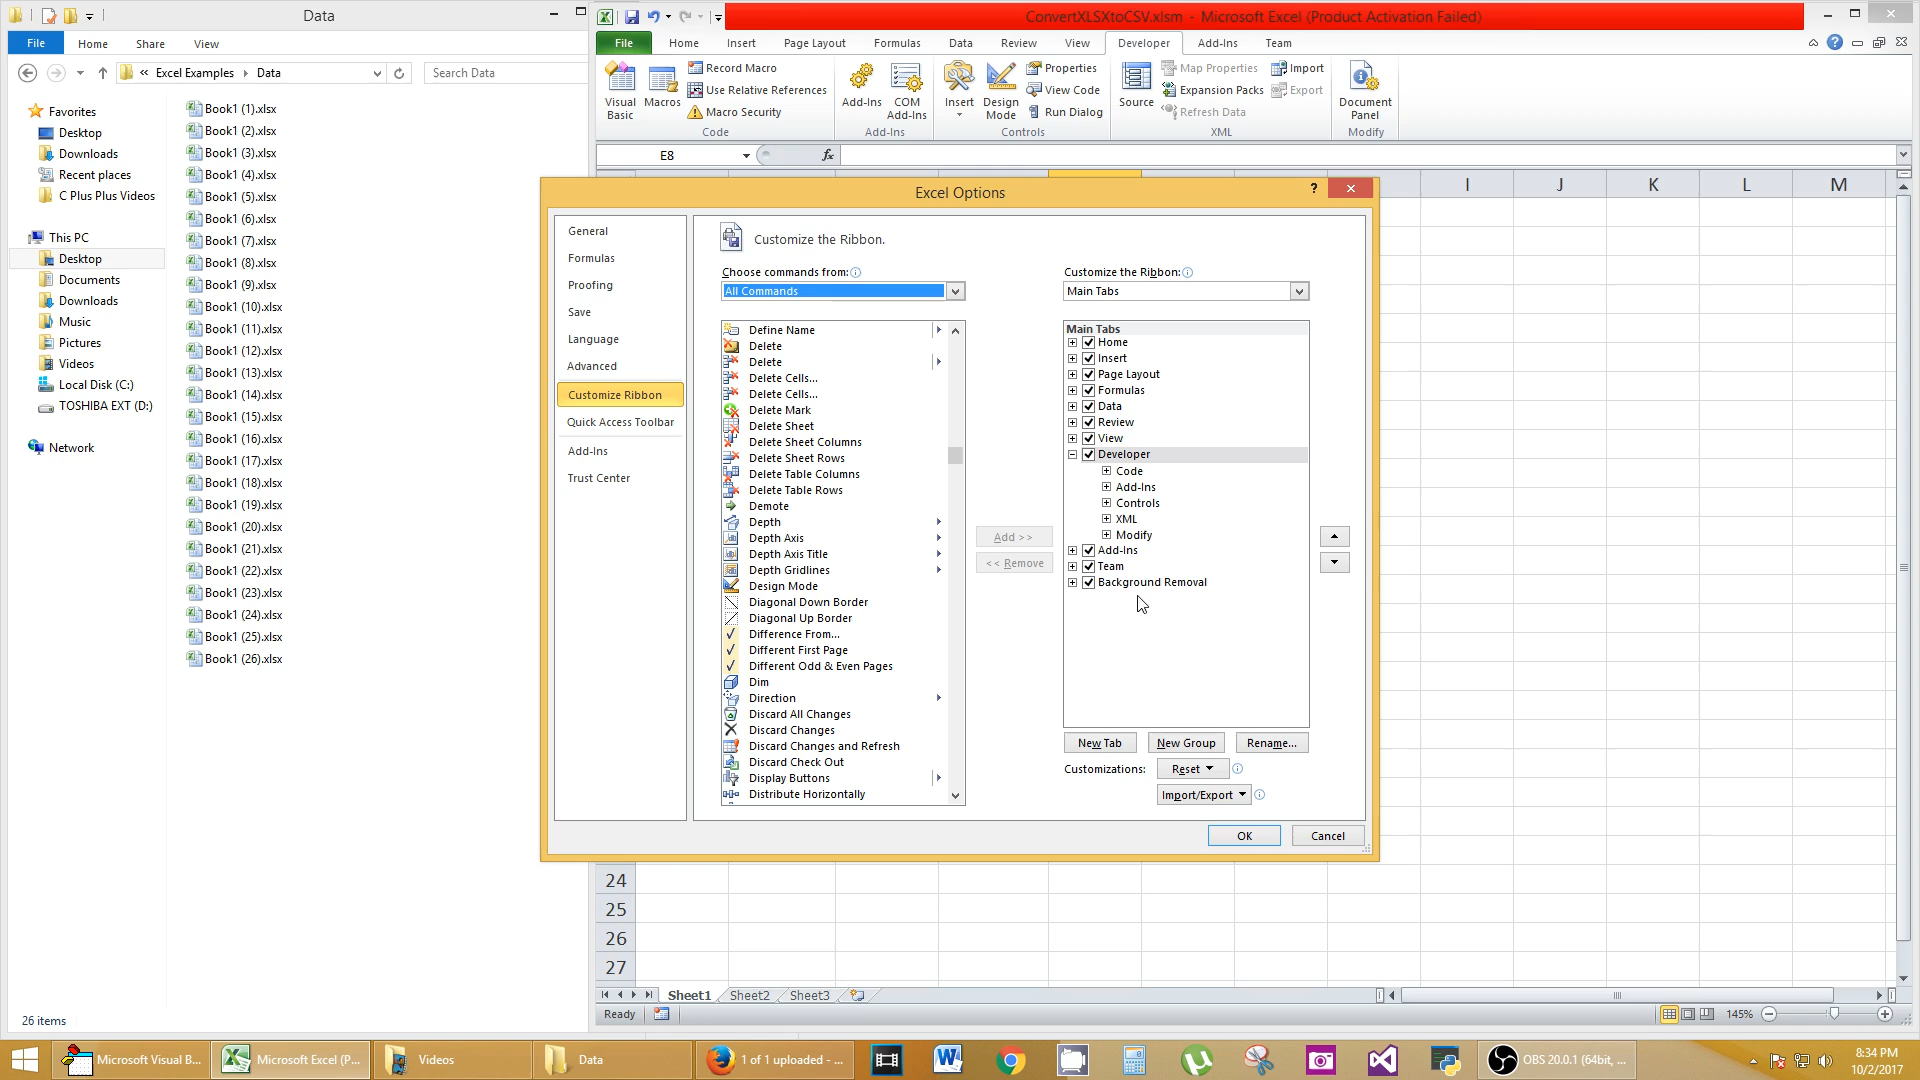 Data
File
Home
Share
View
« Excel Examples
Data
Search Data
Favorites
Desktop
Downloads
Recent places
C Plus Plus Videos
This PC
Desktop
Documents
Downloads
Music
Pictures
Videos
Local Disk (C:)
TOSHIBA EXT (D:)
Network
Book1 (1).xlsx
Book1 (2).xlsx
Book1 (3).xlsx
Book1 (4).xlsx
Book1 (5).xlsx
Book1 (6).xlsx
Book1 (7).xlsx
Book1 (8).xlsx
Book1 (9).xlsx
Book1 (10).xlsx
Book1 (11).xlsx
Book1 (12).xlsx
Book1 (13).xlsx
Book1 (14).xlsx
Book1 (15).xlsx
Book1 (16).xlsx
Book1 (17).xlsx
Book1 (18).xlsx
Book1 (19).xlsx
Book1 (20).xlsx
Book1 (21).xlsx
Book1 (22).xlsx
Book1 (23).xlsx
Book1 (24).xlsx
Book1 (25).xlsx
Book1 (26).xlsx
26 items
ConvertXLSXtoCSV.xlsm - Microsoft Excel (Product Activation Failed)
File
Home
Insert
Page Layout
Formulas
Data
Review
View
Developer
Add-Ins
Team
Visual Basic
Macros
Record Macro
Use Relative References
Macro Security
Code
Add-Ins
COM Add-Ins
Add-Ins
Insert
Design Mode
Properties
View Code
Run Dialog
Controls
Source
Map Properties
Expansion Packs
Refresh Data
Import
Export
XML
Document Panel
Modify
E8
fx
I
J
K
L
M
Excel Options
?
General
Formulas
Proofing
Save
Language
Advanced
Customize Ribbon
Quick Access Toolbar
Add-Ins
Trust Center
Customize the Ribbon.
Choose commands from:
All Commands
Define Name
Delete
Delete
Delete Cells...
Delete Cells...
Delete Mark
Delete Sheet
Delete Sheet Columns
Delete Sheet Rows
Delete Table Columns
Delete Table Rows
Demote
Depth
Depth Axis
Depth Axis Title
Depth Gridlines
Design Mode
Diagonal Down Border
Diagonal Up Border
Difference From...
Different First Page
Different Odd & Even Pages
Dim
Direction
Discard All Changes
Discard Changes
Discard Changes and Refresh
Discard Check Out
Display Buttons
Distribute Horizontally
Add >>
<< Remove
Customize the Ribbon:
Main Tabs
Main Tabs
Home
Insert
Page Layout
Formulas
Data
Review
View
Developer
Code
Add-Ins
Controls
XML
Modify
Add-Ins
Team
Background Removal
New Tab
New Group
Rename...
Customizations:
Reset
Import/Export
OK
Cancel
24
25
26
27
Sheet1
Sheet2
Sheet3
Ready
145%
Microsoft Visual B...
Microsoft Excel (P...
Videos
Data
1 of 1 uploaded - ...
OBS 20.0.1 (64bit, ...
8:34 PM
10/2/2017